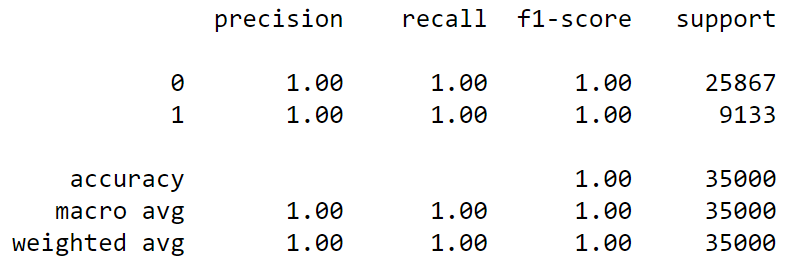 precision recall f1-score support
0 1.00 1.00 1.00 25867
1 1.00 1.00 1.00 9133
accuracy 1.00 35000
macro avg 1.00 1.00 1.00 35000
weighted avg 1.00 1.00 1.00 35000